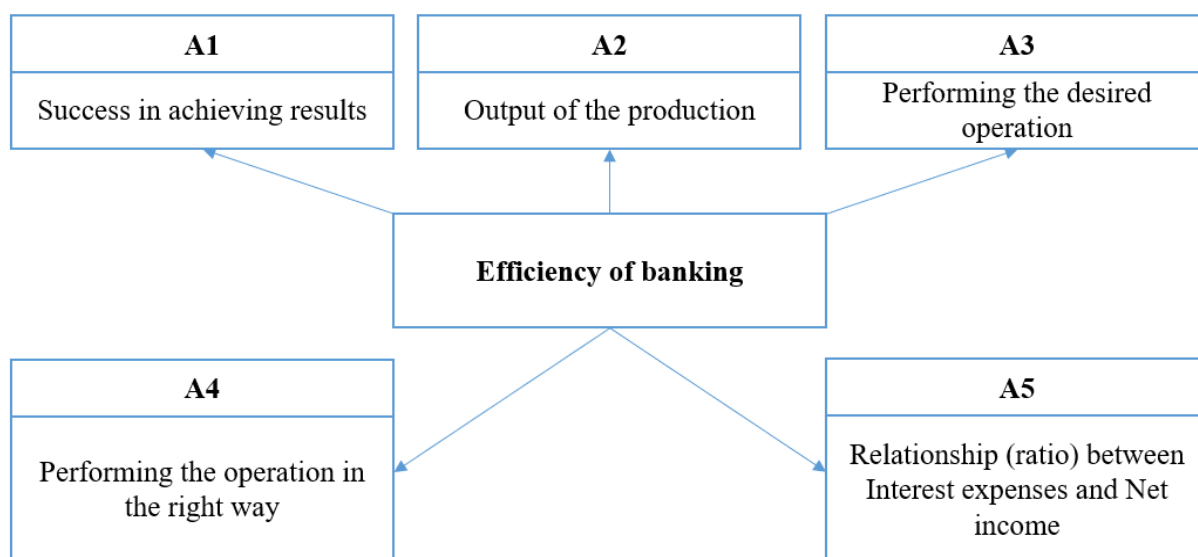 A1
Success in achieving results
A2
Output of the production
A3
Performing the desired
operation
Efficiency of banking
A4
Performing the operation in
the right way
A5
Relationship (ratio) between
Interest expenses and Net
income